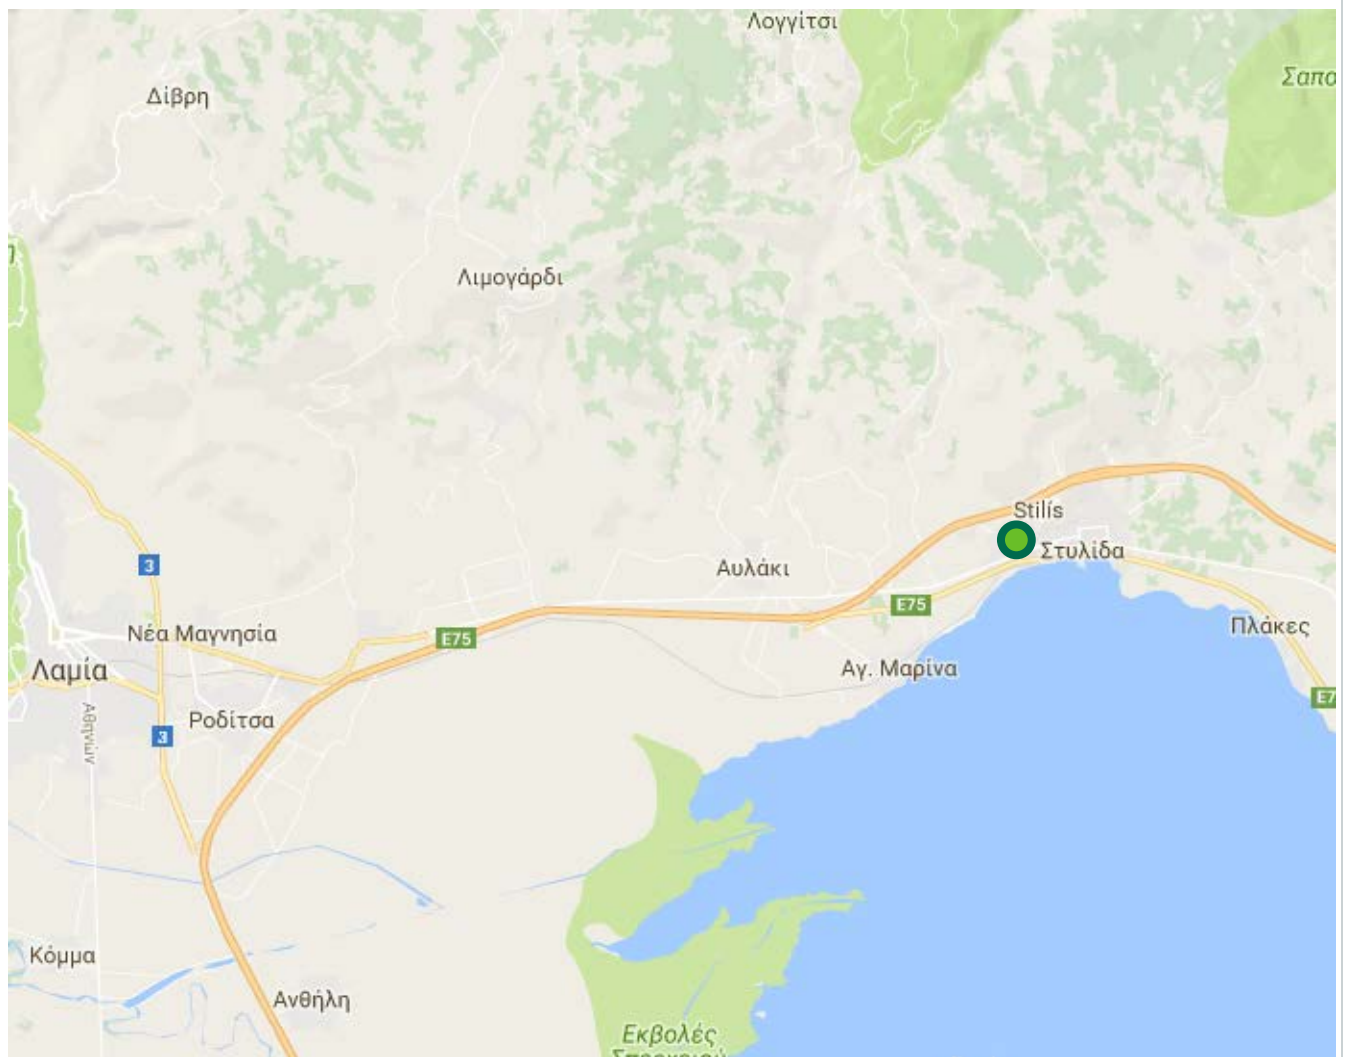 Λογγίτσι
Σαπο
Δίβρη
η
Λιμογάρδι
Stilís
Στυλίδα
Αυλάκι
3
E75
E75
Πλάκες
Νέα Μαγνησία
Λαμία
Αγ. Μαρίνα
E7
Ροδίτσα
Αθηνών
3
Κόμμα
Ανθήλη
Εκβολές
Σπερχειού